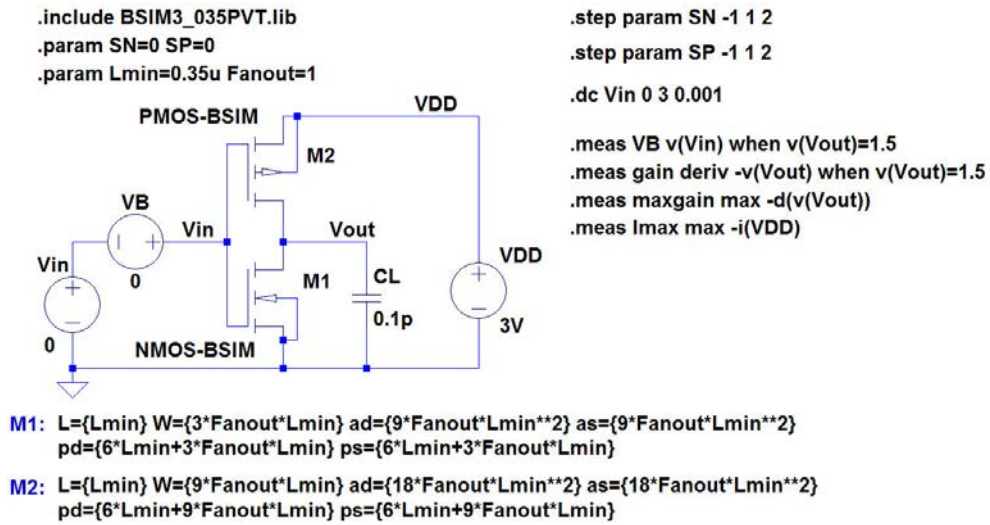 .include BSIM3_035PVT.lib
.param SN=0 SP=0
.param Lmin=0.35u Fanout=1
.step param SN -1 1 2
.step param SP -1 1 2
.dc Vin 0 3 0.001
.meas VB v(Vin) when v(Vout)=1.5
.meas gain deriv -v(Vout) when v(Vout)=1.5
.meas maxgain max -d(v(Vout))
.meas Imax max -i(VDD)
VDD
PMOS-BSIM
M2
VB
Vin
Vout
0
Vin
M1
CL
0.1p
VDD
3V
0
NMOS-BSIM
M1: L={Lmin} W={3*Fanout*Lmin} ad={9*Fanout*Lmin**2} as={9*Fanout*Lmin**2}
pd={6*Lmin+3*Fanout*Lmin} ps={6*Lmin+3*Fanout*Lmin}
M2: L={Lmin} W={9*Fanout*Lmin} ad={18*Fanout*Lmin**2} as={18*Fanout*Lmin**2}
pd={6*Lmin+9*Fanout*Lmin} ps={6*Lmin+9*Fanout*Lmin}